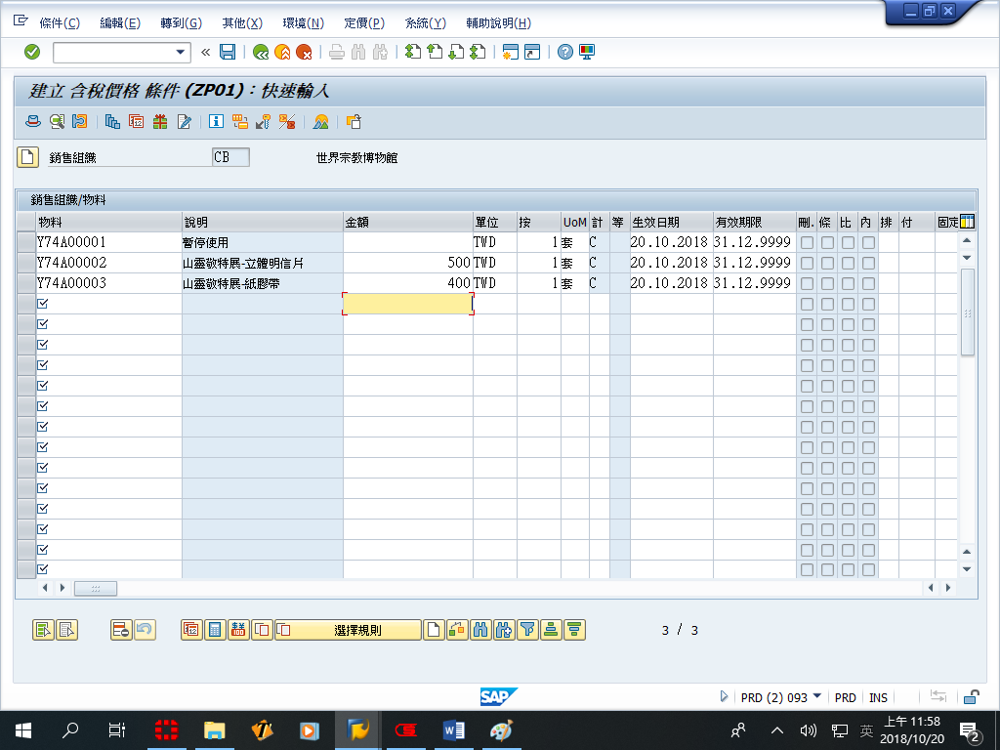 條件(C) 編輯(E) 轉到(G) 其他(X) 環境(N) 定價(P) 系統(Y) 輔助說明(H)
建立 含稅價格 條件 (ZP01)：快速輸入
銷售組織 CB 世界宗教博物館
銷售組織/物料
物料 說明 金額 單位 按 UoM 計 等 生效日期 有效期限 刪. 條 比 內 排 付 固定
Y74A00001 暫停使用 TWD 1 套 C 20.10.2018 31.12.9999
Y74A00002 山靈敬特展-立體明信片 500 TWD 1 套 C 20.10.2018 31.12.9999
Y74A00003 山靈敬特展-紙膠帶 400 TWD 1 套 C 20.10.2018 31.12.9999
選擇規則 3 / 3
SAP PRD (2) 093 PRD INS
英 上午 11:58
2018/10/20 2